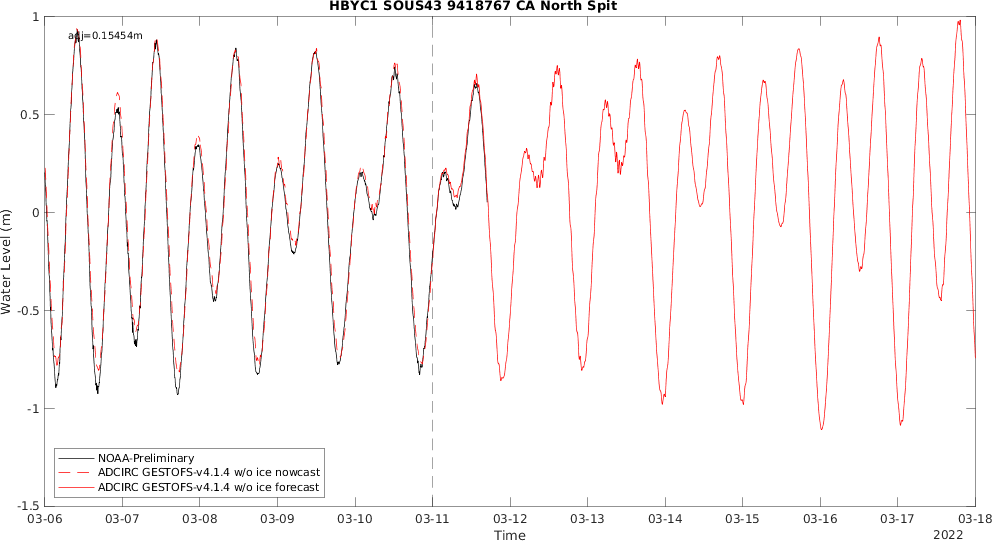 HBYC1 SOUS43 9418767 CA North Spit
adj=0.15454m
1
0.5
0
-0.5
-1
-1.5
Water Level (m)
NOAA-Preliminary
ADCIRC GESTOFS-v4.1.4 w/o ice nowcast
ADCIRC GESTOFS-v4.1.4 w/o ice forecast
03-06 03-07 03-08 03-09 03-10 03-11 03-12 03-13 03-14 03-15 03-16 03-17 03-18
Time
2022